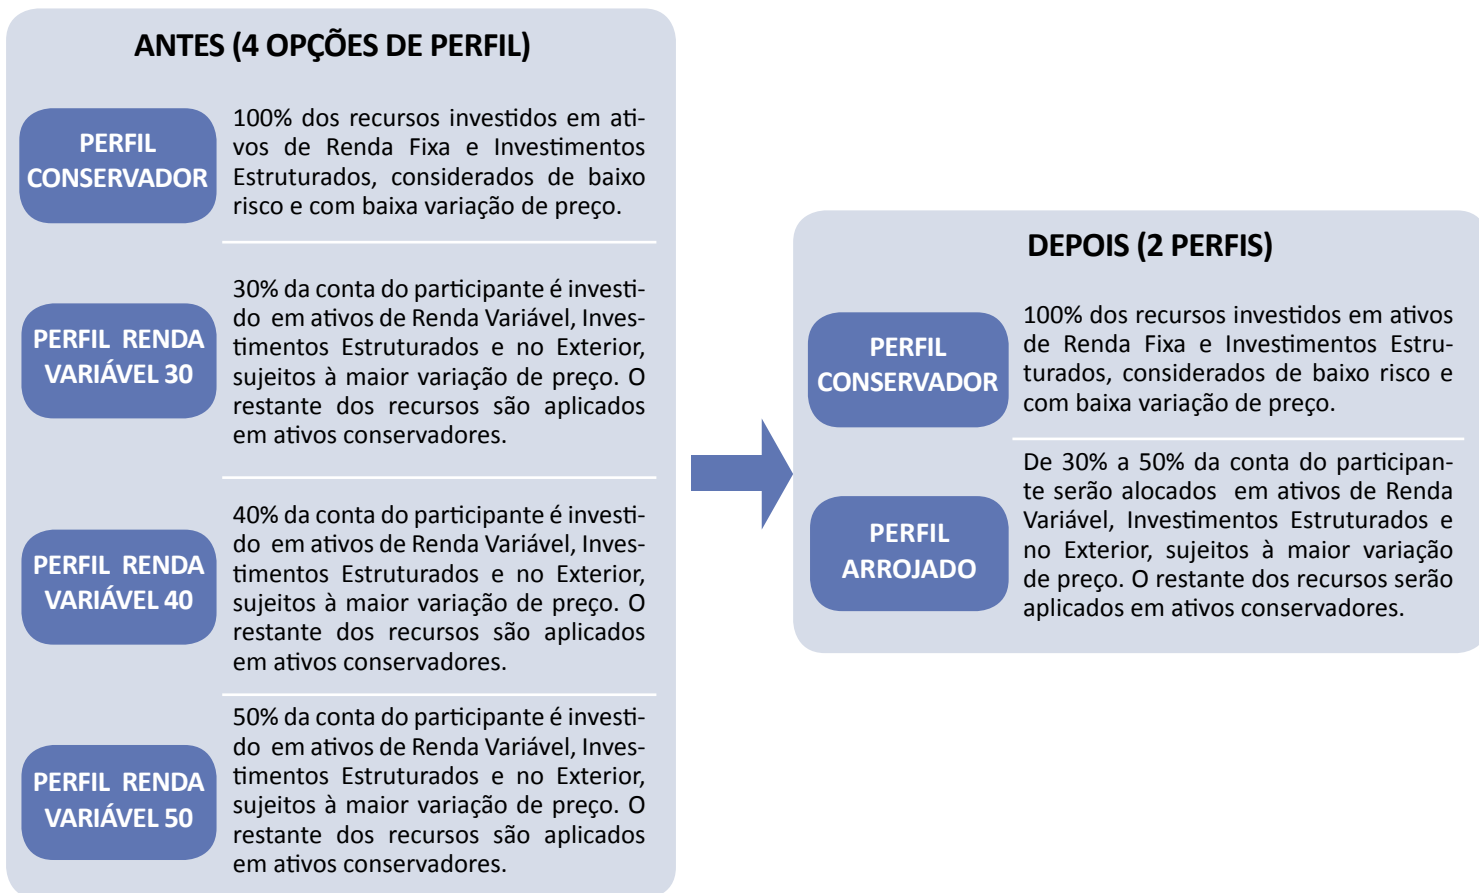 ANTES (4 OPÇÕES DE PERFIL)
PERFIL
CONSERVADOR
100% dos recursos investidos em ati-
vos de Renda Fixa e Investimentos
Estruturados, considerados de baixo
risco e com baixa variação de preço.
PERFIL RENDA
VARIÁVEL 30
30% da conta do participante é investi-
do em ativos de Renda Variável, Inves-
timentos Estruturados e no Exterior,
sujeitos à maior variação de preço. O
restante dos recursos são aplicados
em ativos conservadores.
PERFIL RENDA
VARIÁVEL 40
40% da conta do participante é investi-
do em ativos de Renda Variável, Inves-
timentos Estruturados e no Exterior,
sujeitos à maior variação de preço. O
restante dos recursos são aplicados
em ativos conservadores.
PERFIL RENDA
VARIÁVEL 50
50% da conta do participante é investi-
do em ativos de Renda Variável, Inves-
timentos Estruturados e no Exterior,
sujeitos à maior variação de preço. O
restante dos recursos são aplicados
em ativos conservadores.
DEPOIS (2 PERFIS)
PERFIL
CONSERVADOR
100% dos recursos investidos em ativos
de Renda Fixa e Investimentos Estru-
turados, considerados de baixo risco e
com baixa variação de preço.
PERFIL
ARROJADO
De 30% a 50% da conta do participan-
te serão alocados em ativos de Renda
Variável, Investimentos Estruturados e
no Exterior, sujeitos à maior variação
de preço. O restante dos recursos serão
aplicados em ativos conservadores.